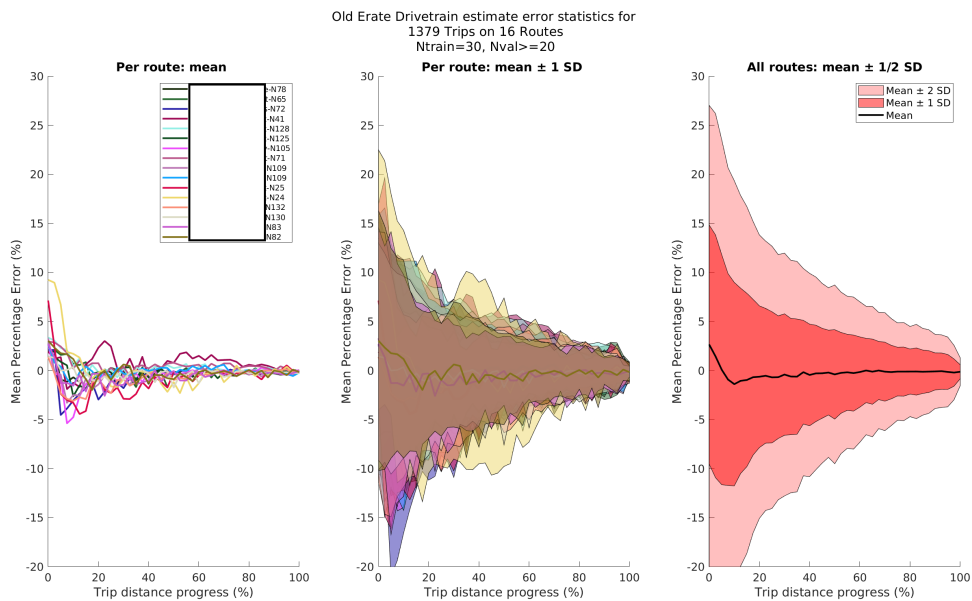 Old Erate Drivetrain estimate error statistics for
1379 Trips on 16 Routes
Ntrain=30, Nval>=20
Per route: mean
30
25
20
15
10
5
0
-5
-10
-15
-20
0
20
40
60
80
100
Mean Percentage Error (%)
Trip distance progress (%)
e-N78
t-N65
s-N72
-N41
-N128
-N125
-N105
t-N71
N109
-N109
-N25
-N24
N132
N130
N83
N82
Per route: mean ± 1 SD
30
25
20
15
10
5
0
-5
-10
-15
-20
0
20
40
60
80
100
Mean Percentage Error (%)
Trip distance progress (%)
All routes: mean ± 1/2 SD
30
25
20
15
10
5
0
-5
-10
-15
-20
0
20
40
60
80
100
Mean Percentage Error (%)
Trip distance progress (%)
Mean ± 2 SD
Mean ± 1 SD
Mean